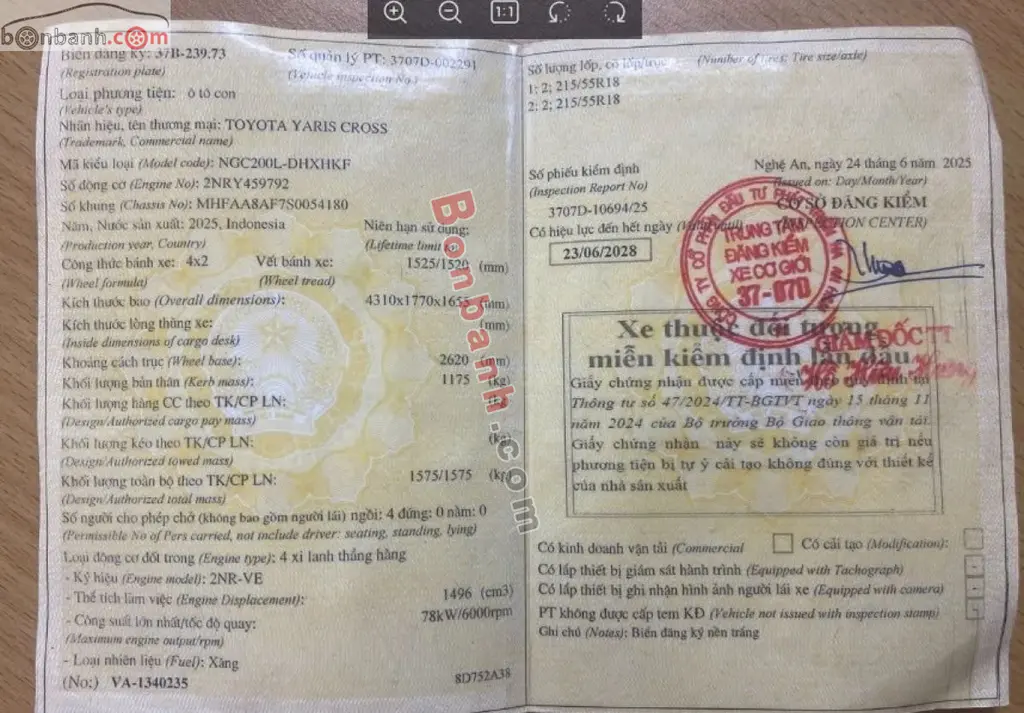 bonbanh.com
1:1
Biển đăng ký: 37B-239.73 Số quản lý PT: 3707D-002291
(Registration plate) (Vehicle inspection No.)
Loại phương tiện: ô tô con
(Vehicle's type)
Nhãn hiệu, tên thương mại: TOYOTA YARIS CROSS
(Trademark, Commercial name)
Mã kiểu loại (Model code): NGC200L-DHXHKF
Số động cơ (Engine No): 2NRY459792
Số khung (Chassis No): MHFAA8AF7S0054180
Năm, Nước sản xuất: 2025, Indonesia Niên hạn sử dụng:
(Production year, Country) (Lifetime limit to)
Công thức bánh xe: 4x2 Vết bánh xe: 1525/1520 (mm)
(Wheel formula) (Wheel tread)
Kích thước bao (Overall dimensions): 4310x1770x1655 (mm)
Kích thước lòng thùng xe: (mm)
(Inside dimensions of cargo desk)
Khoảng cách trục (Wheel base): 2620 (mm)
Khối lượng bản thân (Kerb mass): 1175 (kg)
Khối lượng hàng CC theo TK/CP LN: (kg)
(Design/Authorized cargo pay mass)
Khối lượng kéo theo TK/CP LN: (kg)
(Design/Authorized towed mass)
Khối lượng toàn bộ theo TK/CP LN: 1575/1575 (kg)
(Design/Authorized total mass)
Số người cho phép chở (không bao gồm người lái) ngồi: 4 đứng: 0 nằm: 0
(Permissible No of Pers carried, not include driver: seating, standing, lying)
Loại động cơ đốt trong (Engine type): 4 xi lanh thẳng hàng
- Ký hiệu (Engine model): 2NR-VE
- Thể tích làm việc (Engine Displacement): 1496 (cm3)
- Công suất lớn nhất/tốc độ quay: 78kW/6000rpm
(Maximum engine output/rpm)
- Loại nhiên liệu (Fuel): Xăng
(No:) VA-1340235 8D752A38
Số lượng lốp, cỡ lốp/trục (Number of tires; Tire size/axle)
1: 2; 215/55R18
2: 2; 215/55R18
Số phiếu kiểm định Nghệ An, ngày 24 tháng 6 năm 2025
(Inspection Report No) (Issued on: Day/Month/Year)
3707D-10694/25 CƠ SỞ ĐĂNG KIỂM
Có hiệu lực đến hết ngày (INSPECTION CENTER)
23/06/2028
TRUNG TÂM
ĐĂNG KIỂM
XE CƠ GIỚI
37-07D
GIÁM ĐỐC TT
Xe thuộc đối tượng
miễn kiểm định lần đầu
Giấy chứng nhận được cấp miễn theo quy định tại
Thông tư số 47/2024/TT-BGTVT ngày 15 tháng 11
năm 2024 của Bộ trưởng Bộ Giao thông vận tải.
Giấy chứng nhận này sẽ không còn giá trị nếu
phương tiện bị tự ý cải tạo không đúng với thiết kế
của nhà sản xuất
Có kinh doanh vận tải (Commercial Có cải tạo (Modification):
Có lắp thiết bị giám sát hành trình (Equipped with Tachograph)
Có lắp thiết bị ghi nhận hình ảnh người lái xe (Equipped with camera)
PT không được cấp tem KĐ (Vehicle not issued with inspection stamp)
Ghi chú (Notes): Biển đăng ký nền trắng
Bonbanh.com